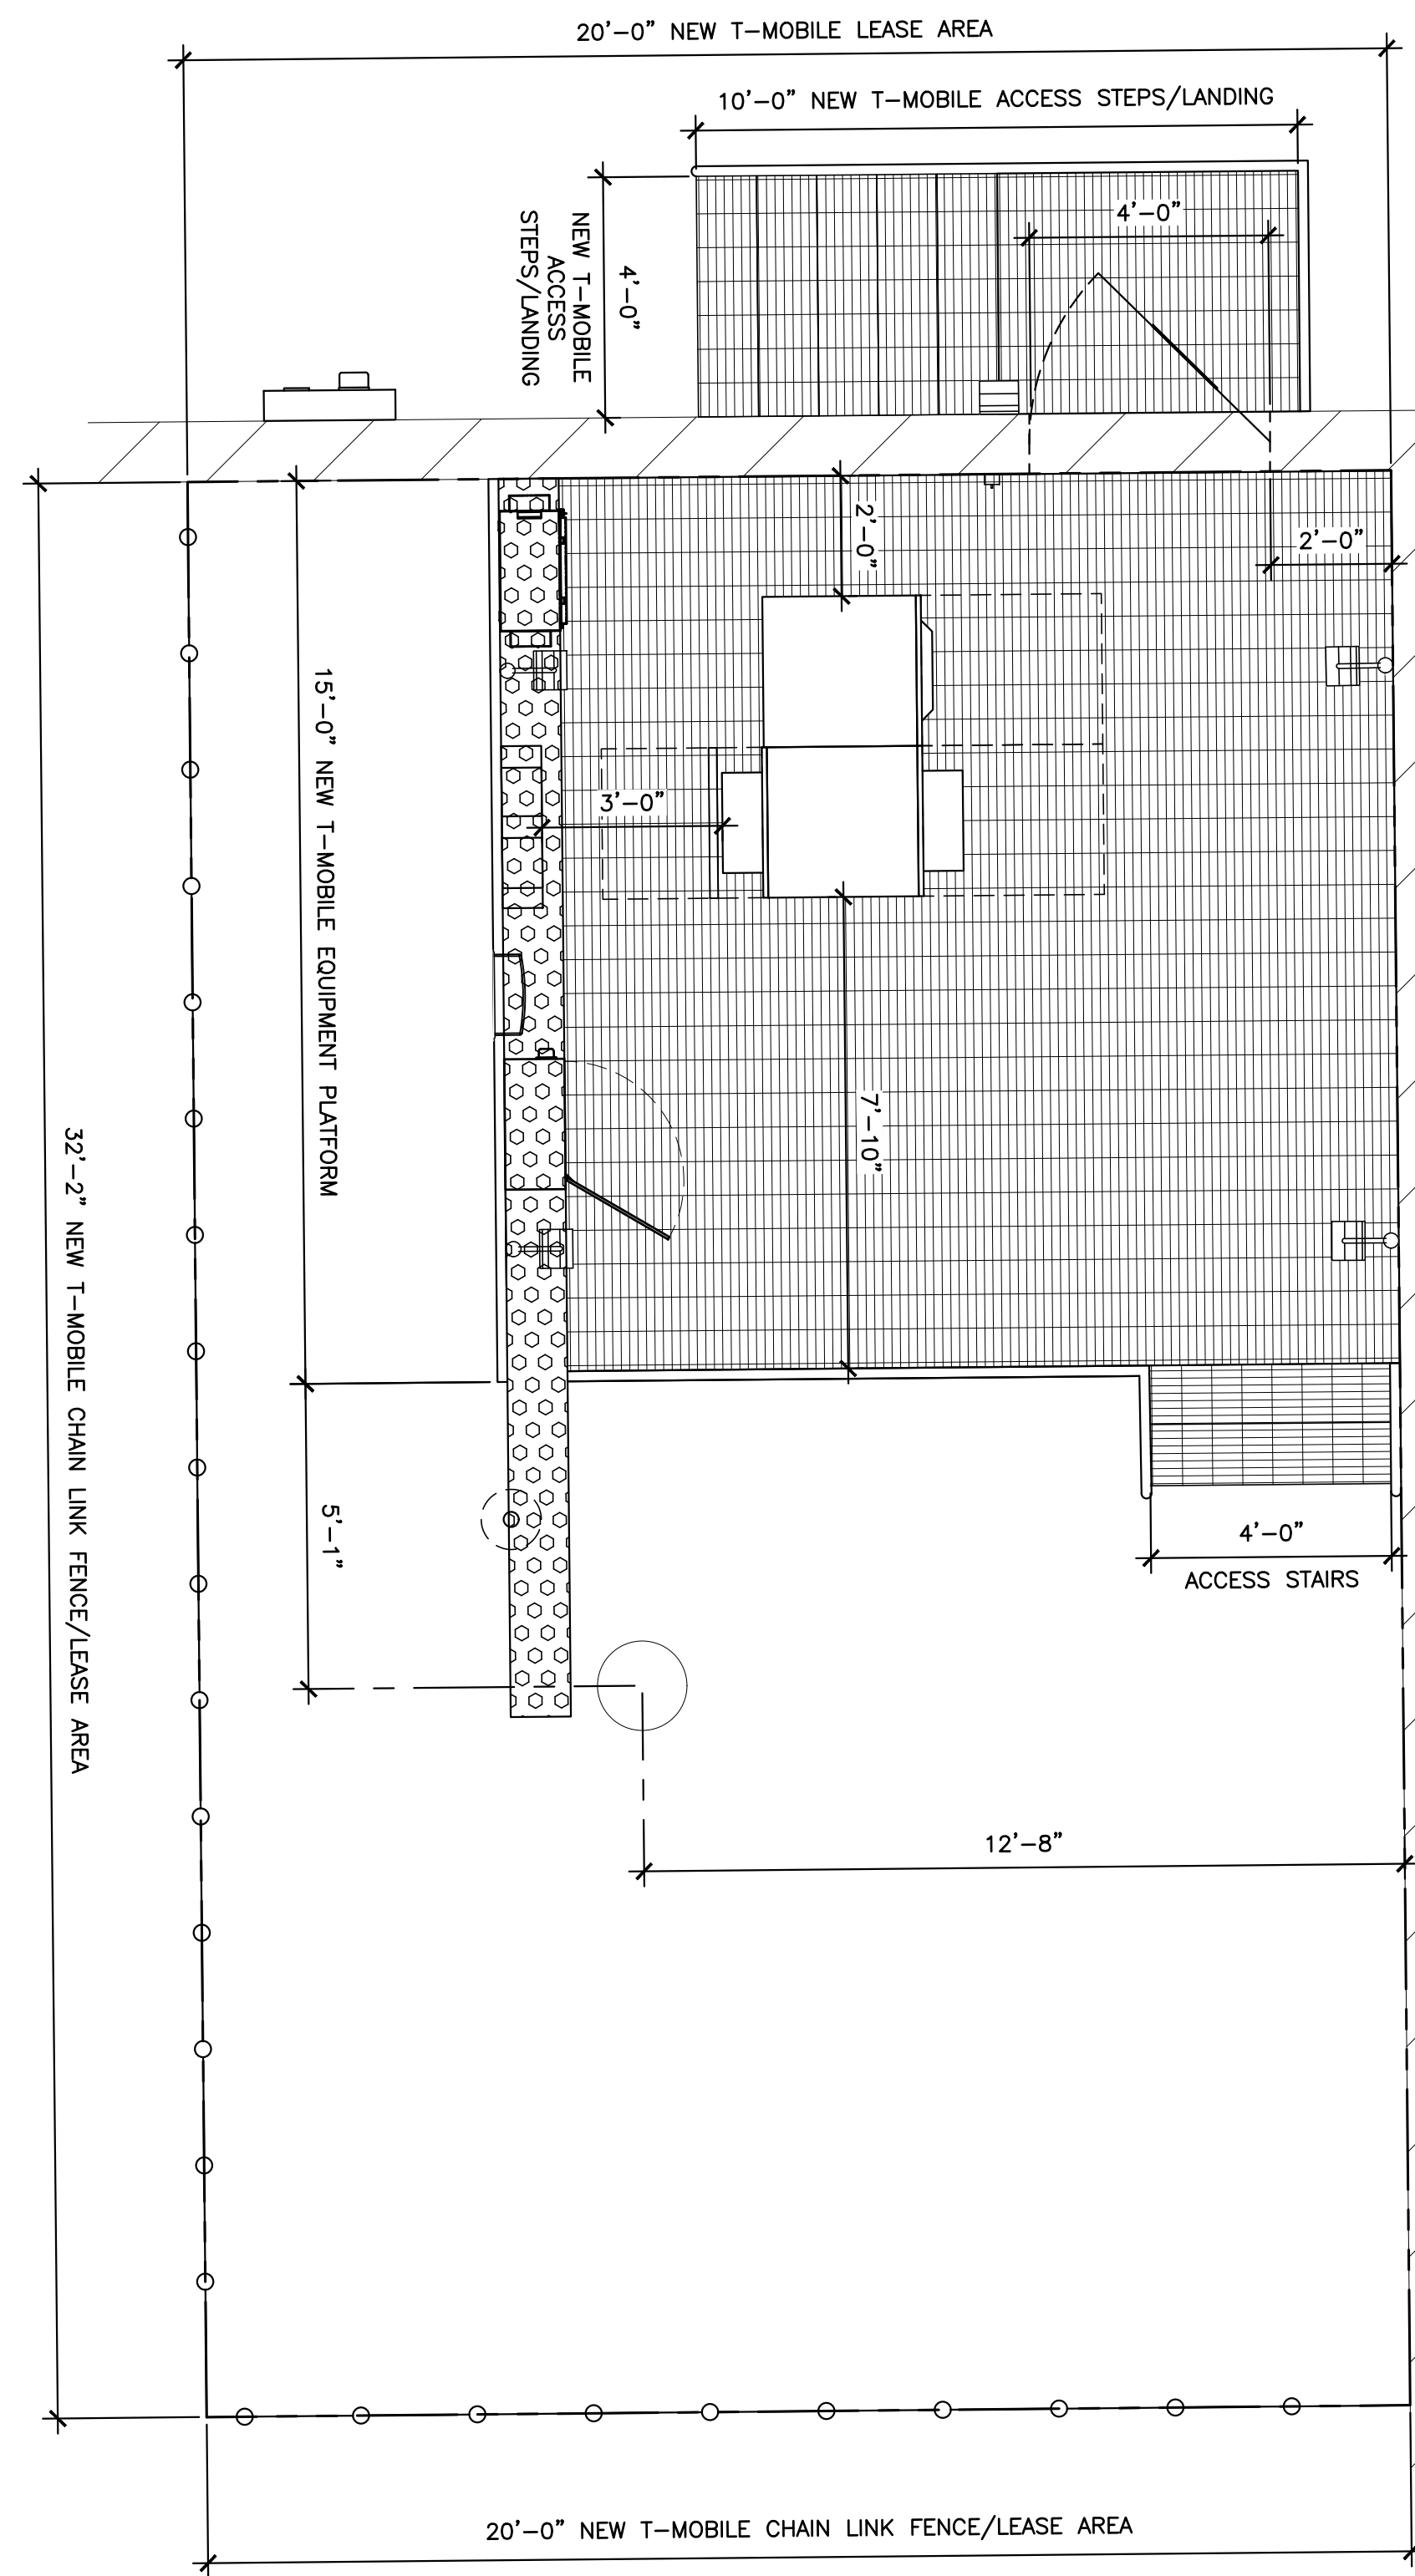 20'-0" NEW T-MOBILE LEASE AREA
10'-0" NEW T-MOBILE ACCESS STEPS/LANDING
4'-0"
4'-0"
NEW T-MOBILE
ACCESS
STEPS/LANDING
2'-0"
2'-0"
3'-0"
15'-0" NEW T-MOBILE EQUIPMENT PLATFORM
7'-10"
32'-2" NEW T-MOBILE CHAIN LINK FENCE/LEASE AREA
5'-1"
4'-0"
ACCESS STAIRS
12'-8"
20'-0" NEW T-MOBILE CHAIN LINK FENCE/LEASE AREA